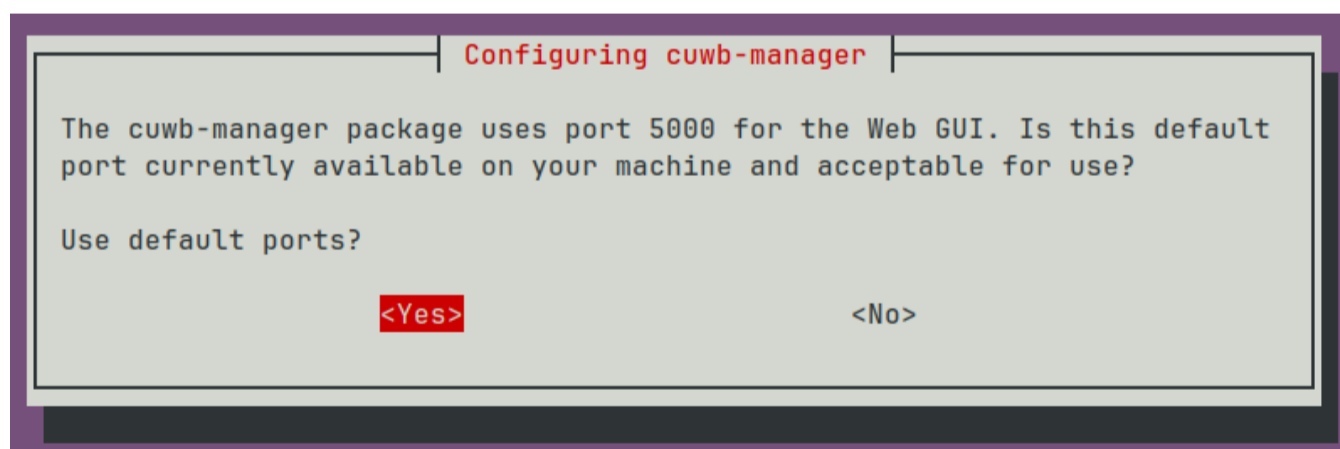 Configuring cuwb-manager
The cuwb-manager package uses port 5000 for the Web GUI. Is this default
port currently available on your machine and acceptable for use?
Use default ports?
<Yes> <No>